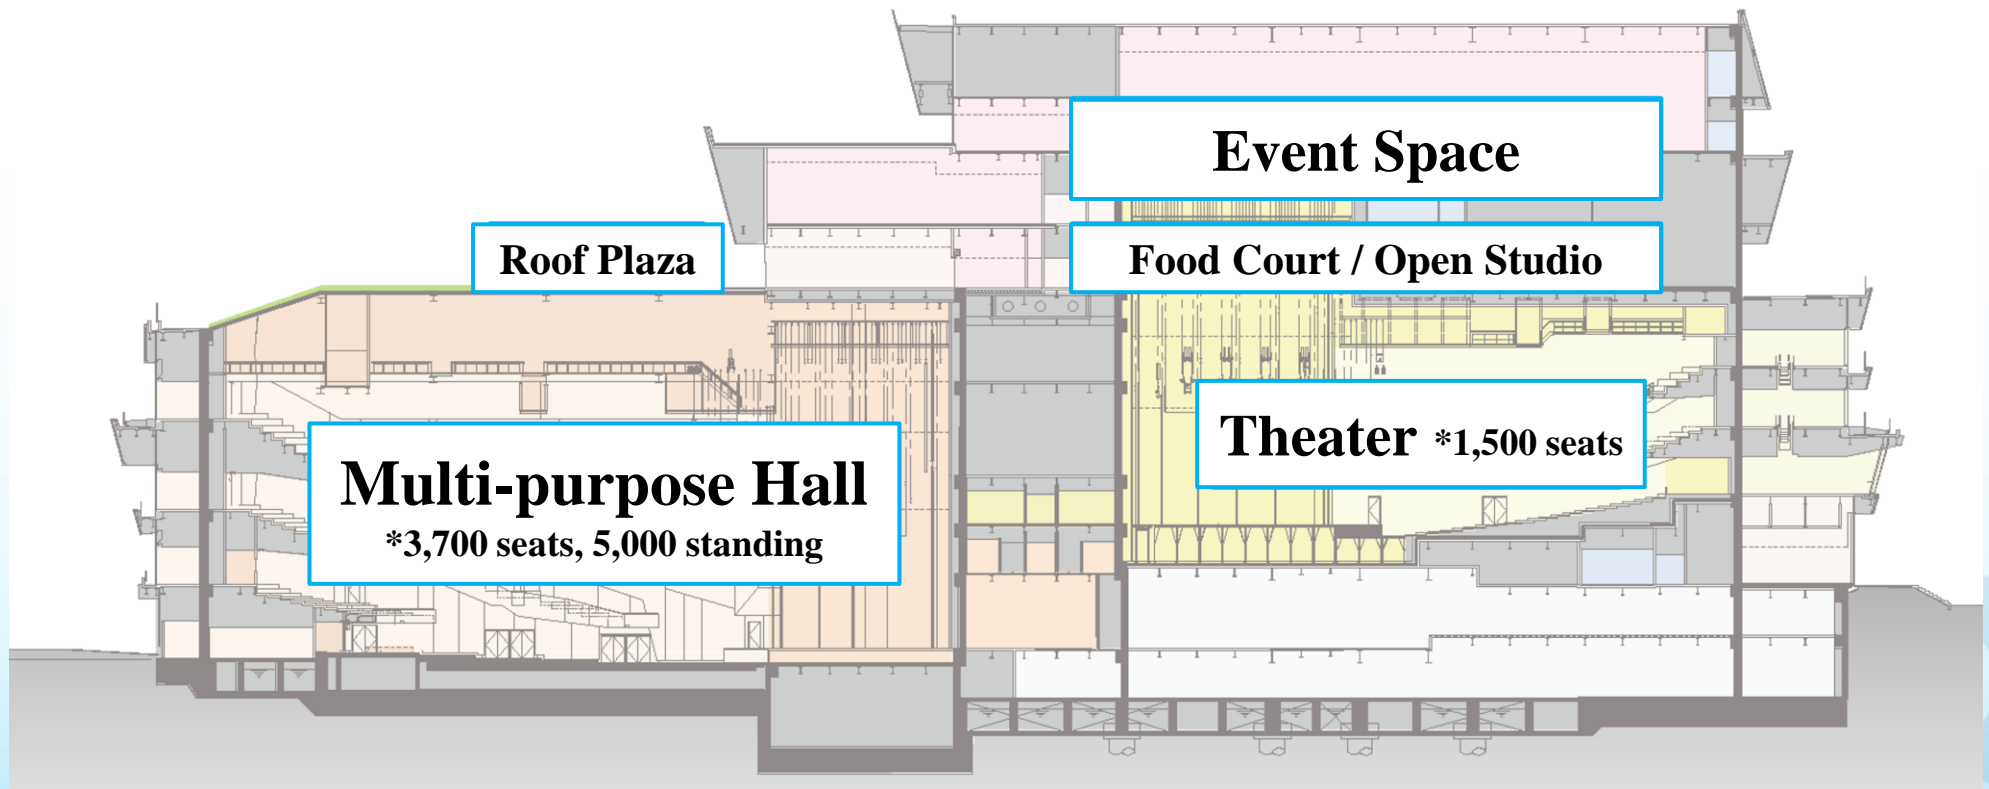 Event Space
Roof Plaza
Food Court / Open Studio
Theater *1,500 seats
Multi-purpose Hall
*3,700 seats, 5,000 standing